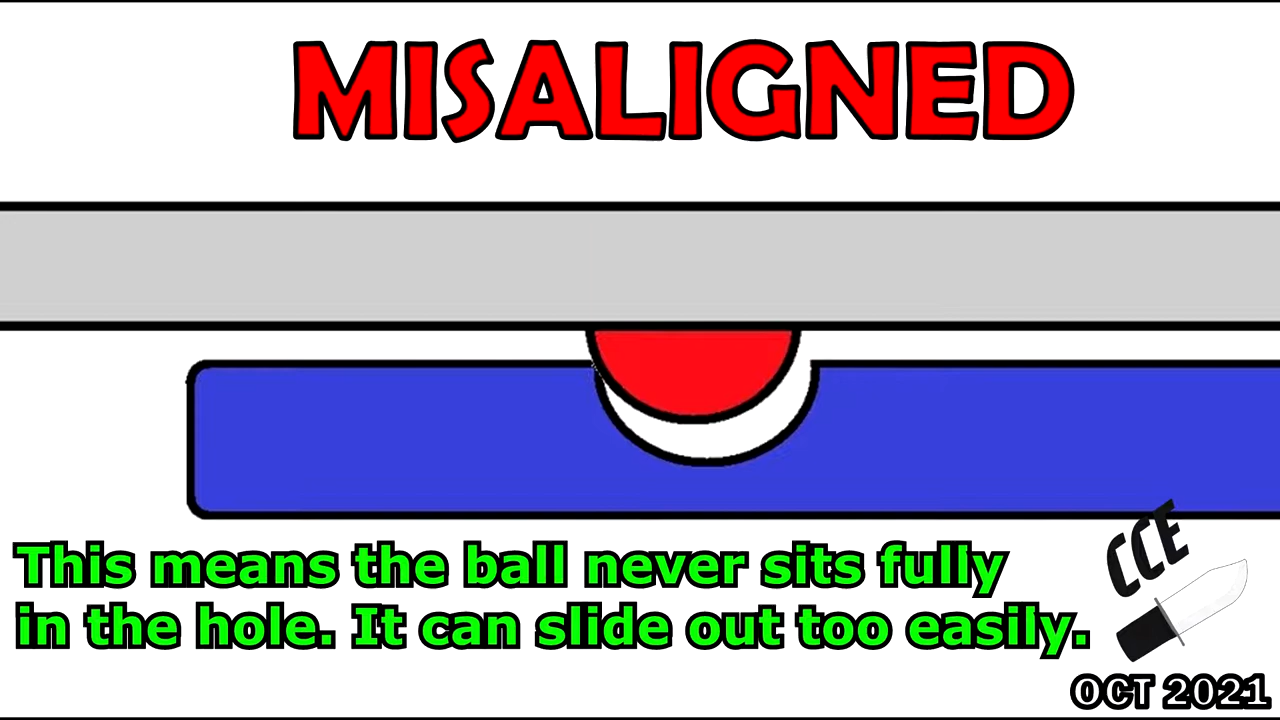 MISALIGNED
This means the ball never sits fully
in the hole. It can slide out too easily.
CCE
OCT 2021